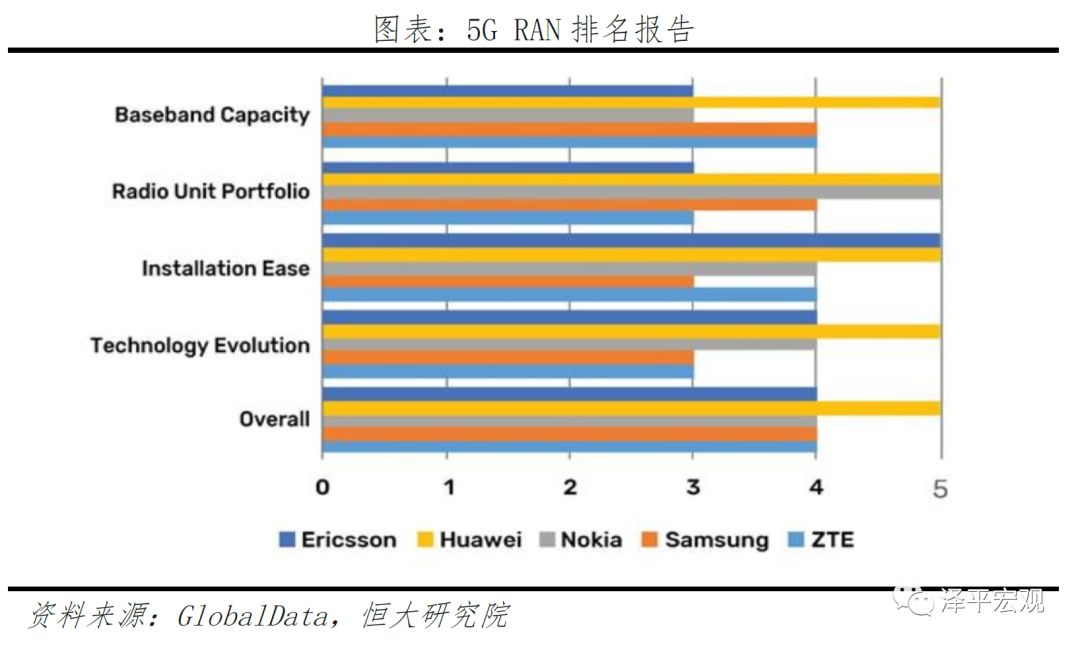 图表：5G RAN 排名报告
Baseband Capacity
Radio Unit Portfolio
Installation Ease
Technology Evolution
Overall
0 1 2 3 4 5
Ericsson Huawei Nokia Samsung ZTE
资料来源：GlobalData，恒大研究院
泽平宏观